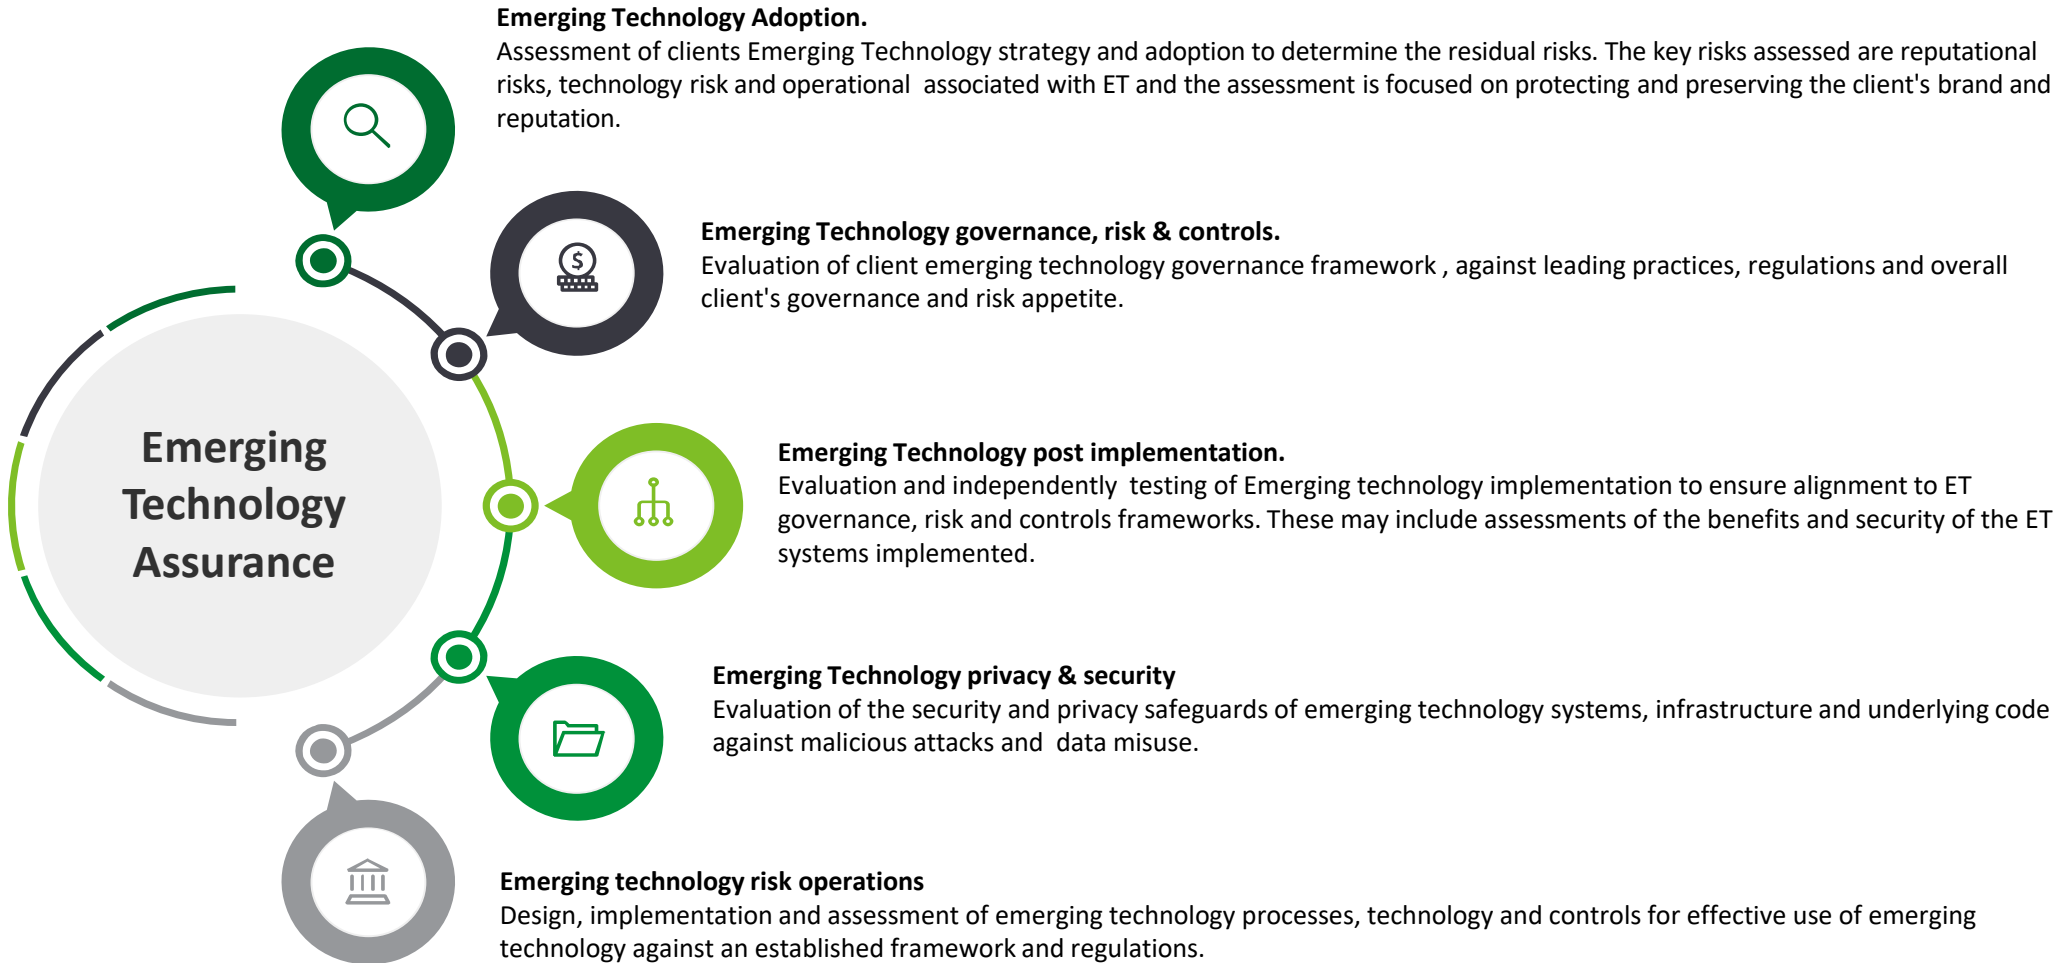 Emerging Technology Adoption.
Assessment of clients Emerging Technology strategy and adoption to determine the residual risks. The key risks assessed are reputational
risks, technology risk and operational  associated with ET and the assessment is focused on protecting and preserving the client's brand and
reputation.
$
Emerging Technology governance, risk & controls.
Evaluation of client emerging technology governance framework , against leading practices, regulations and overall
client's governance and risk appetite.
Emerging
Technology
Assurance
Emerging Technology post implementation.
Evaluation and independently  testing of Emerging technology implementation to ensure alignment to ET
governance, risk and controls frameworks. These may include assessments of the benefits and security of the ET
systems implemented.
Emerging Technology privacy & security
Evaluation of the security and privacy safeguards of emerging technology systems, infrastructure and underlying code
against malicious attacks and  data misuse.
Emerging technology risk operations
Design, implementation and assessment of emerging technology processes, technology and controls for effective use of emerging
technology against an established framework and regulations.